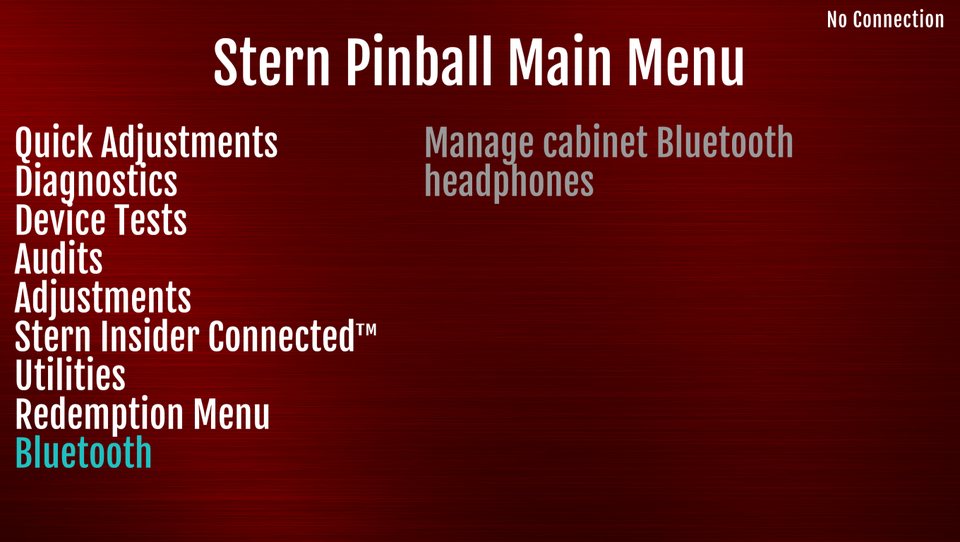 No Connection
Stern Pinball Main Menu
Quick Adjustments
Diagnostics
Device Tests
Audits
Adjustments
Stern Insider Connected™
Utilities
Redemption Menu
Bluetooth
Manage cabinet Bluetooth
headphones